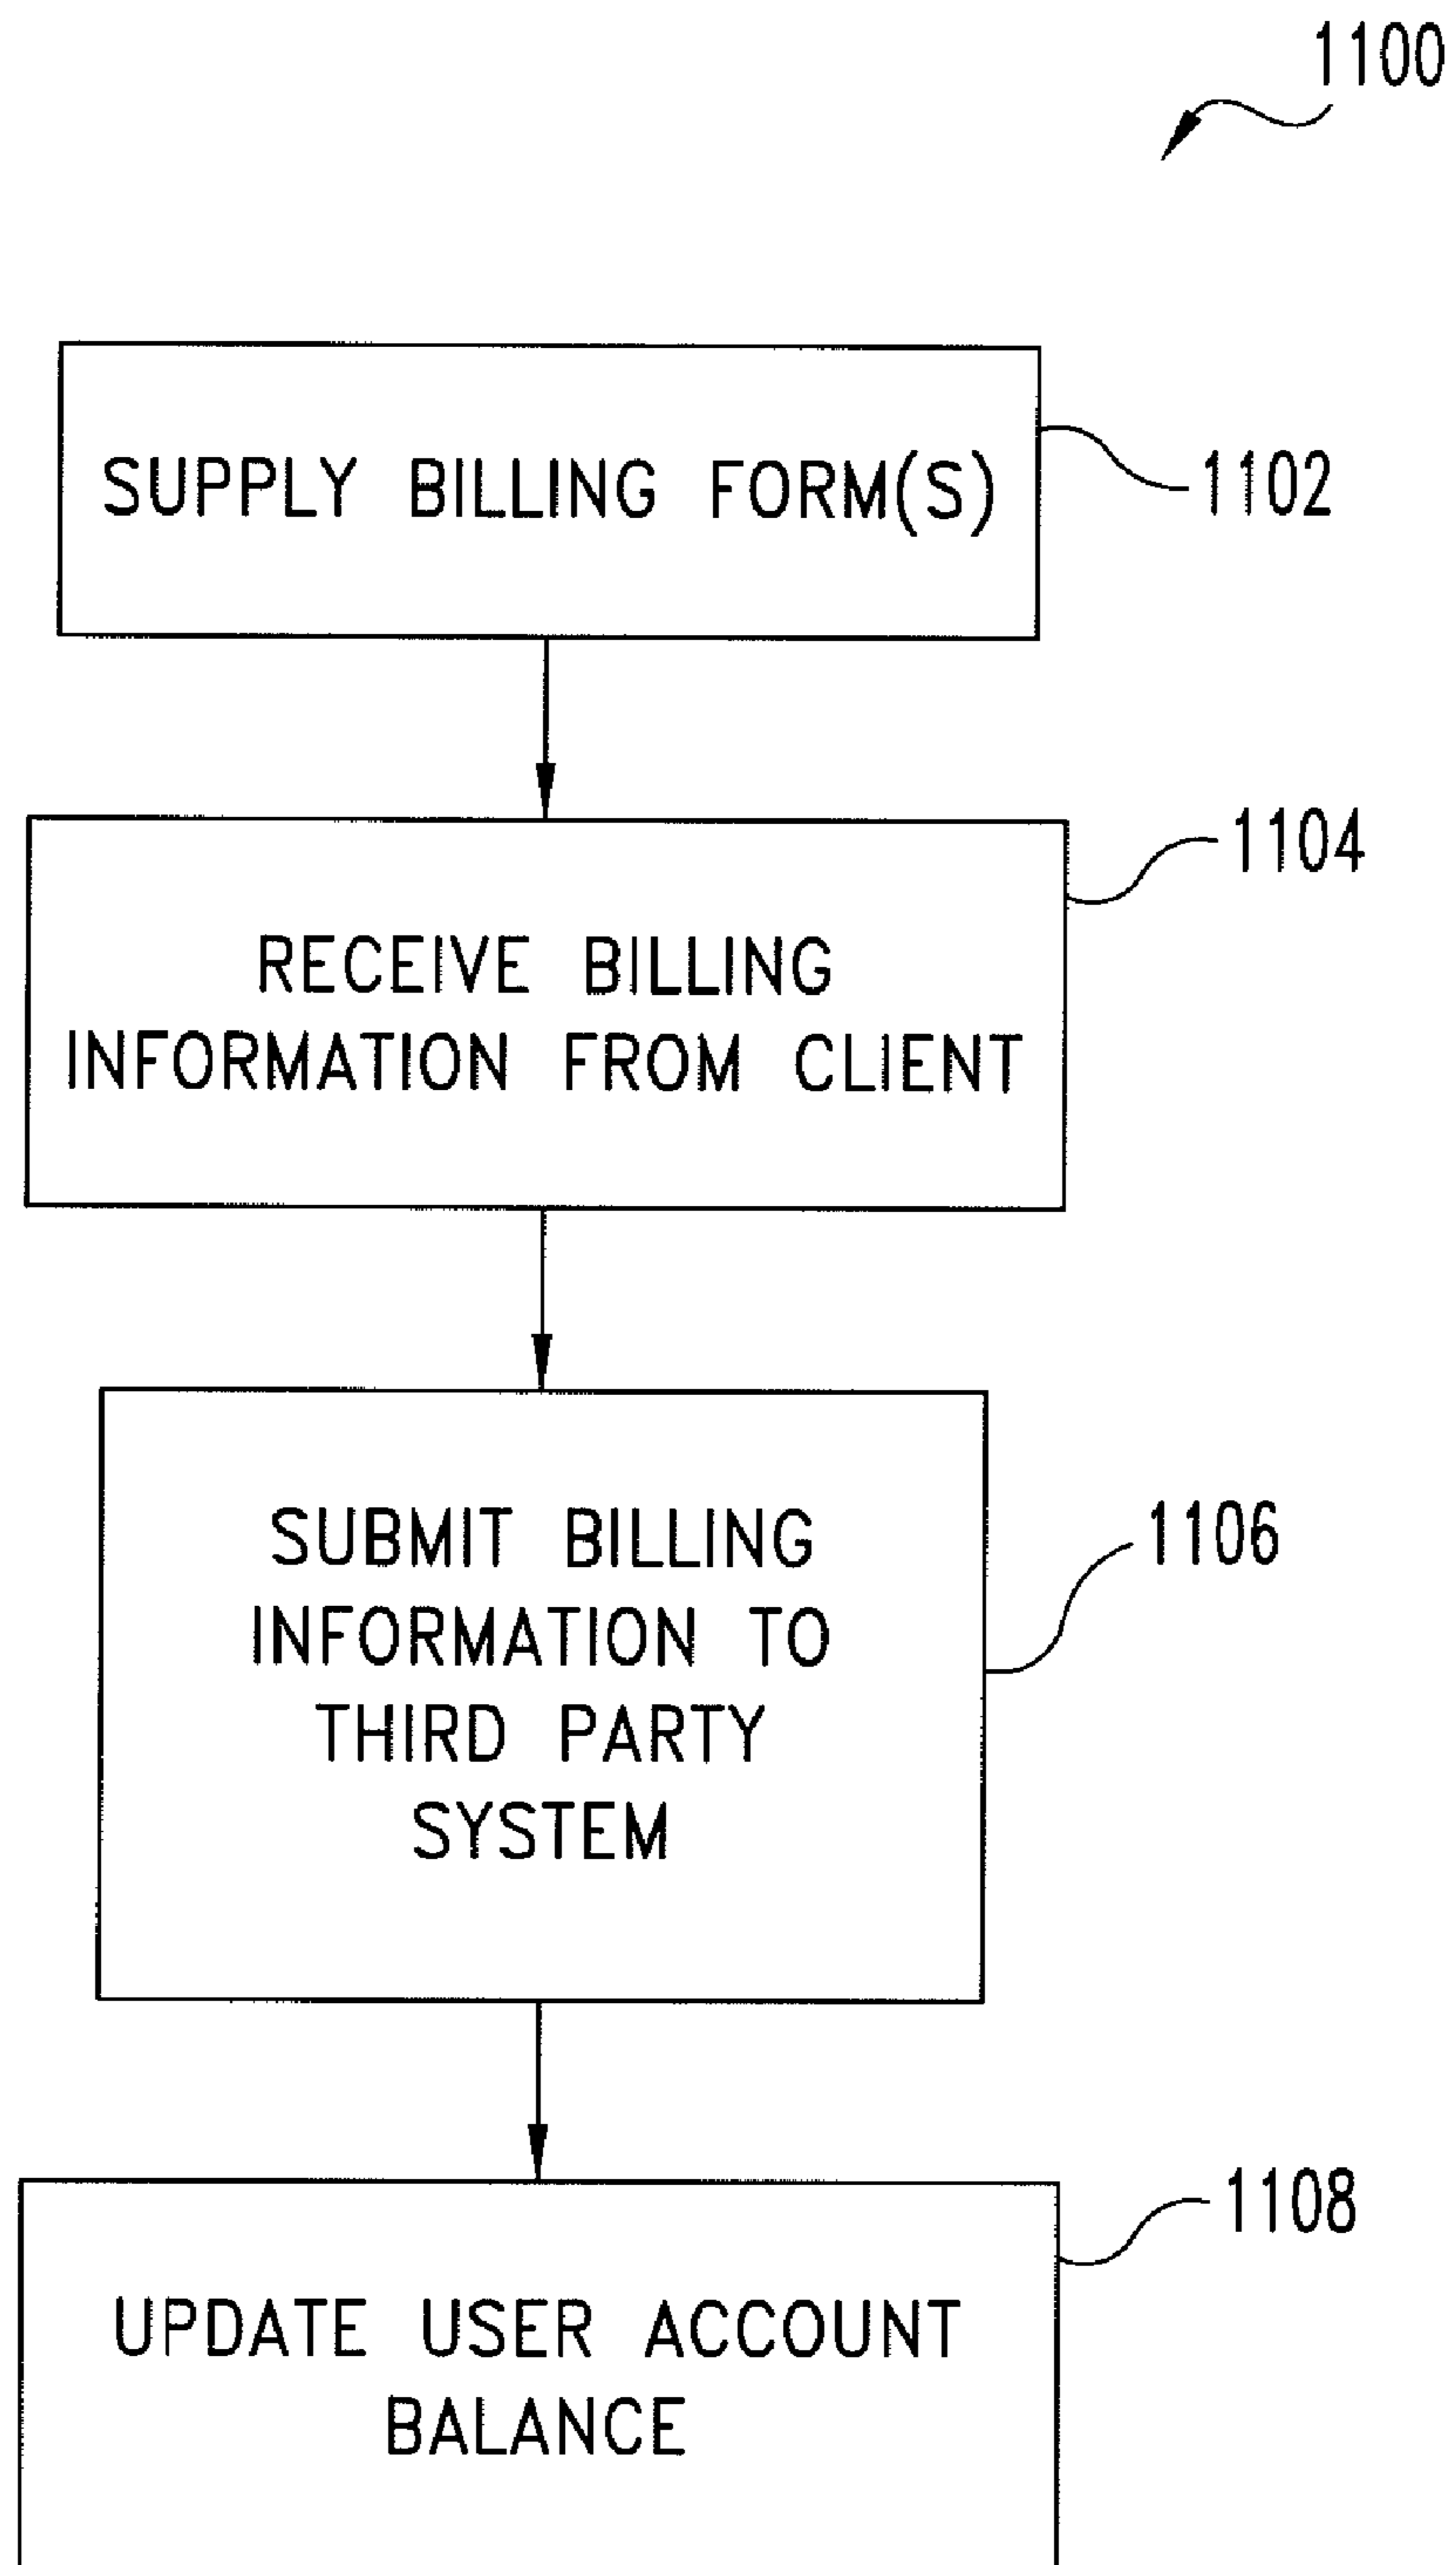 1100
SUPPLY BILLING FORM(S)
1102
RECEIVE BILLING
INFORMATION FROM CLIENT
1104
SUBMIT BILLING
INFORMATION TO
THIRD PARTY
SYSTEM
1106
UPDATE USER ACCOUNT
BALANCE
1108